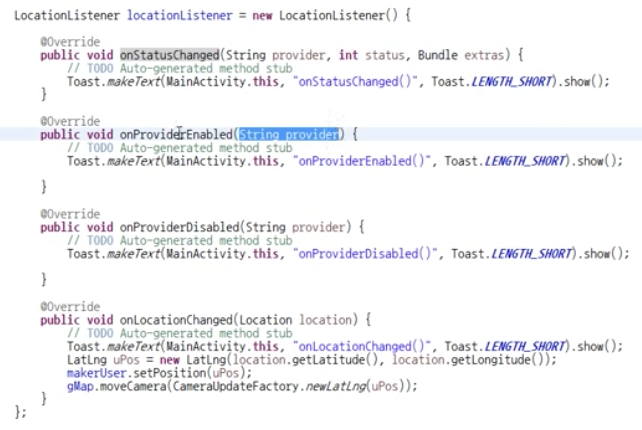 LocationListener locationListener = new LocationListener() {
@Override
public void onStatusChanged(String provider, int status, Bundle extras) {
// TODO Auto-generated method stub
Toast.makeText(MainActivity.this, "onStatusChanged()", Toast.LENGTH_SHORT).show();
}
@Override
public void onProviderEnabled(String provider) {
// TODO Auto-generated method stub
Toast.makeText(MainActivity.this, "onProviderEnabled()", Toast.LENGTH_SHORT).show();
}
@Override
public void onProviderDisabled(String provider) {
// TODO Auto-generated method stub
Toast.makeText(MainActivity.this, "onProviderDisabled()", Toast.LENGTH_SHORT).show();
}
@Override
public void onLocationChanged(Location location) {
// TODO Auto-generated method stub
Toast.makeText(MainActivity.this, "onLocationChanged()", Toast.LENGTH_SHORT).show();
LatLng uPos = new LatLng(location.getLatitude(), location.getLongitude());
makerUser.setPosition(uPos);
gMap.moveCamera(CameraUpdateFactory.newLatLng(uPos));
}
};